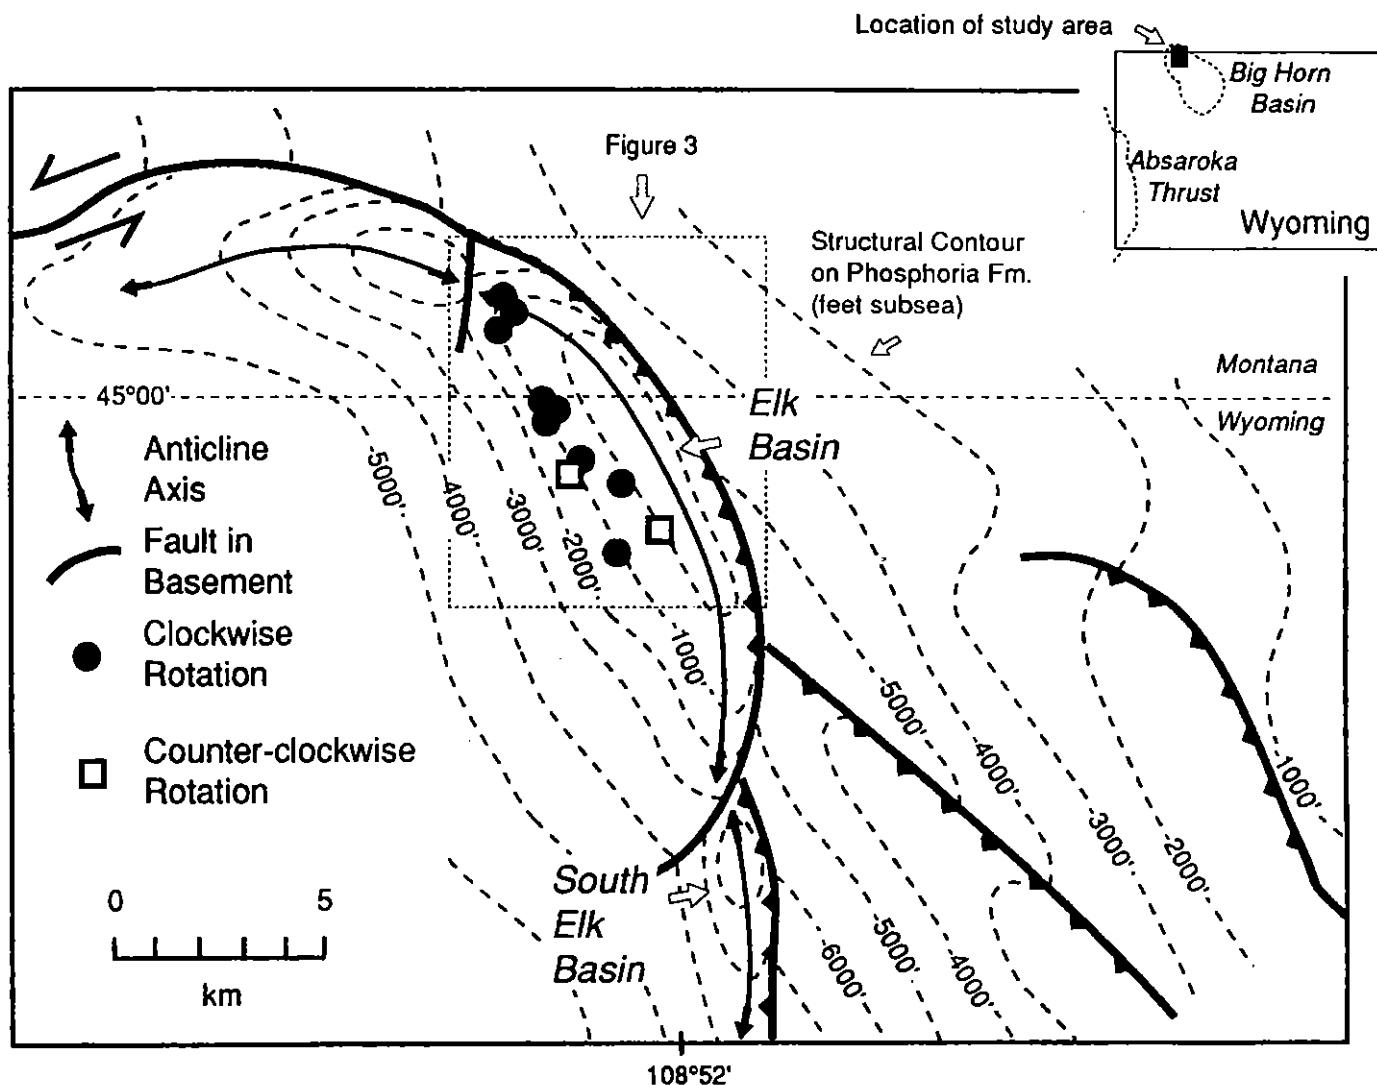 Location of study area
Big Horn
Basin
Absaroka
Thrust
Wyoming
Figure 3
Structural Contour
on Phosphoria Fm.
(feet subsea)
Montana
Wyoming
45°00'
Elk
Basin
Anticline
Axis
Fault in
Basement
Clockwise
Rotation
Counter-clockwise
Rotation
-5000'
-4000'
-3000'
-2000'
-1000'
-5000'
-4000'
-3000'
-2000'
-1000'
-6000'
-5000'
-4000'
South
Elk
Basin
0 5
km
108°52'